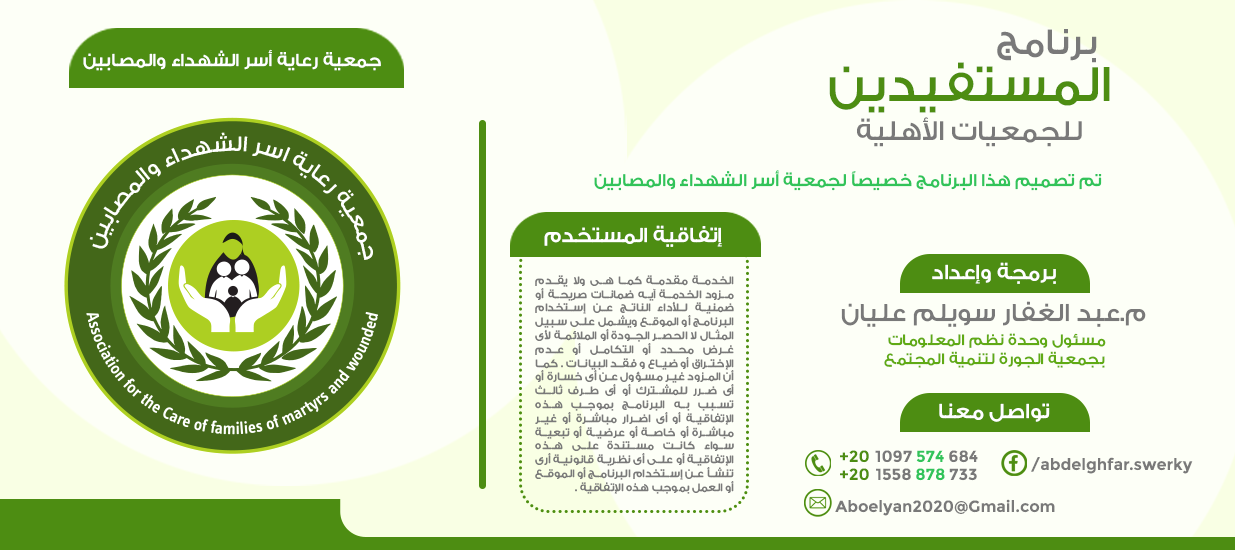 برنامج
المستفيدين
للجمعيات الأهلية
تم تصميم هذا البرنامج خصيصاً لجمعية أسر الشهداء والمصابين
برمجة وإعداد
م.عبد الغفار سويلم عليان
مسئول وحدة نظم المعلومات
بجمعية الجورة لتنمية المجتمع
تواصل معنا
+20 1097 574 684
+20 1558 878 733
/abdelghfar.swerky
Aboelyan2020@Gmail.com
إتفاقية المستخدم
الخدمة مقدمة كما هى ولا يقدم
مزود الخدمة أيه ضمانات صريحة أو
ضمنية للأداء الناتج عن إستخدام
البرنامج أو الموقع ويشمل على سبيل
المثال لا الحصر الجودة أو الملائمة لأى
غرض محدد أو التكامل أو عدم
الإختراق أو ضياع و فقد البيانات . كما
أن المزود غير مسؤول عن أى خسارة أو
أى ضرر للمشترك أو أى طرف ثالث
تسبب به البرنامج بموجب هذه
الإتفاقية أو أى اضرار مباشرة أو غير
مباشرة أو خاصة أو عرضية أو تبعية
سواء كانت مستندة على هذه
الإتفاقية أو على أى نظرية قانونية أرى
تنشأ عن إستخدام البرنامج أو الموقع
أو العمل بموجب هذه الإتفاقية .
جمعية رعاية أسر الشهداء والمصابين
جمعية رعاية اسر الشهداء والمصابين
Association for the Care of families of martyrs and wounded